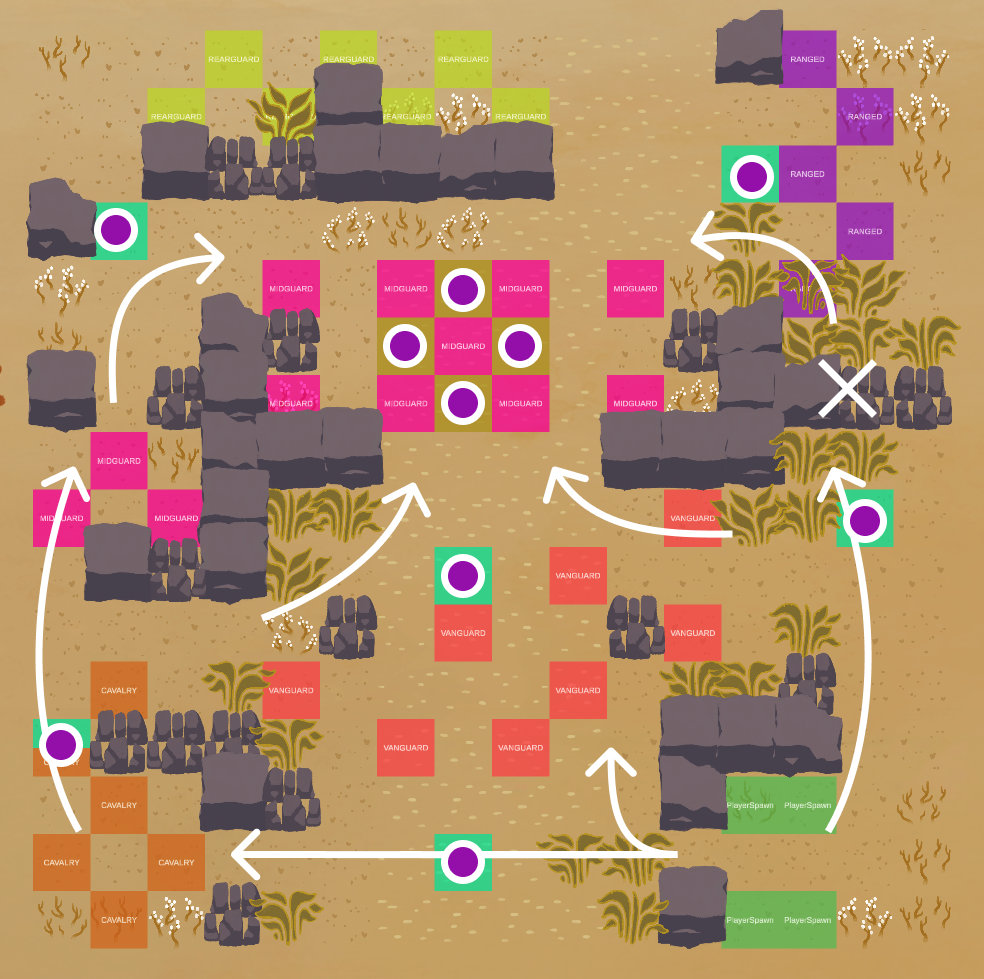 REARGUARD REARGUARD REARGUARD RANGED
REARGUARD REARGUARD REARGUARD RANGED
RANGED
RANGED
MIDGUARD MIDGUARD MIDGUARD MIDGUARD
MIDGUARD
MIDGUARD MIDGUARD MIDGUARD MIDGUARD
MIDGUARD
MIDGUARD MIDGUARD VANGUARD
VANGUARD
VANGUARD VANGUARD
CAVALRY VANGUARD VANGUARD
VANGUARD VANGUARD
CAVALRY PlayerSpawn PlayerSpawn
CAVALRY CAVALRY
CAVALRY PlayerSpawn PlayerSpawn